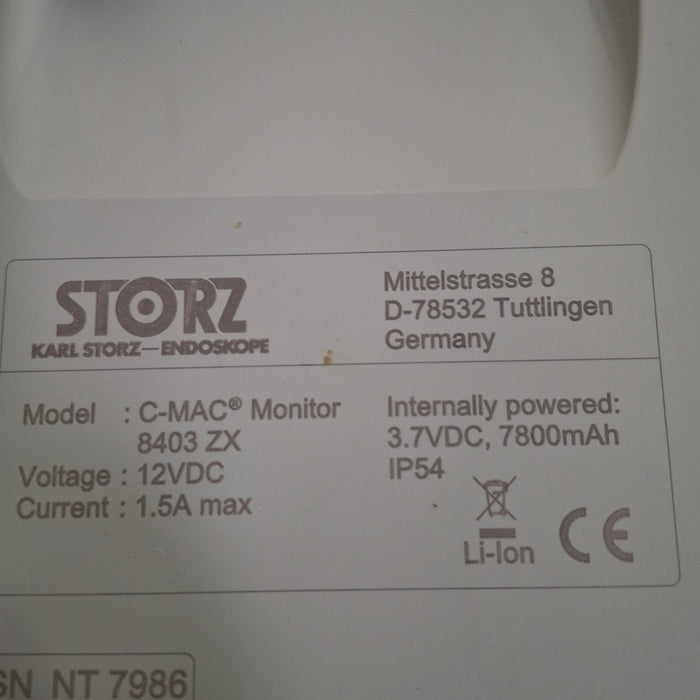 STORZ
KARL STORZ—ENDOSKOPE
Mittelstrasse 8
D-78532 Tuttlingen
Germany
Model : C-MAC® Monitor
8403 ZX
Voltage : 12VDC
Current : 1.5A max
Internally powered:
3.7VDC, 7800mAh
IP54
Li-Ion
CE
SN NT 7986